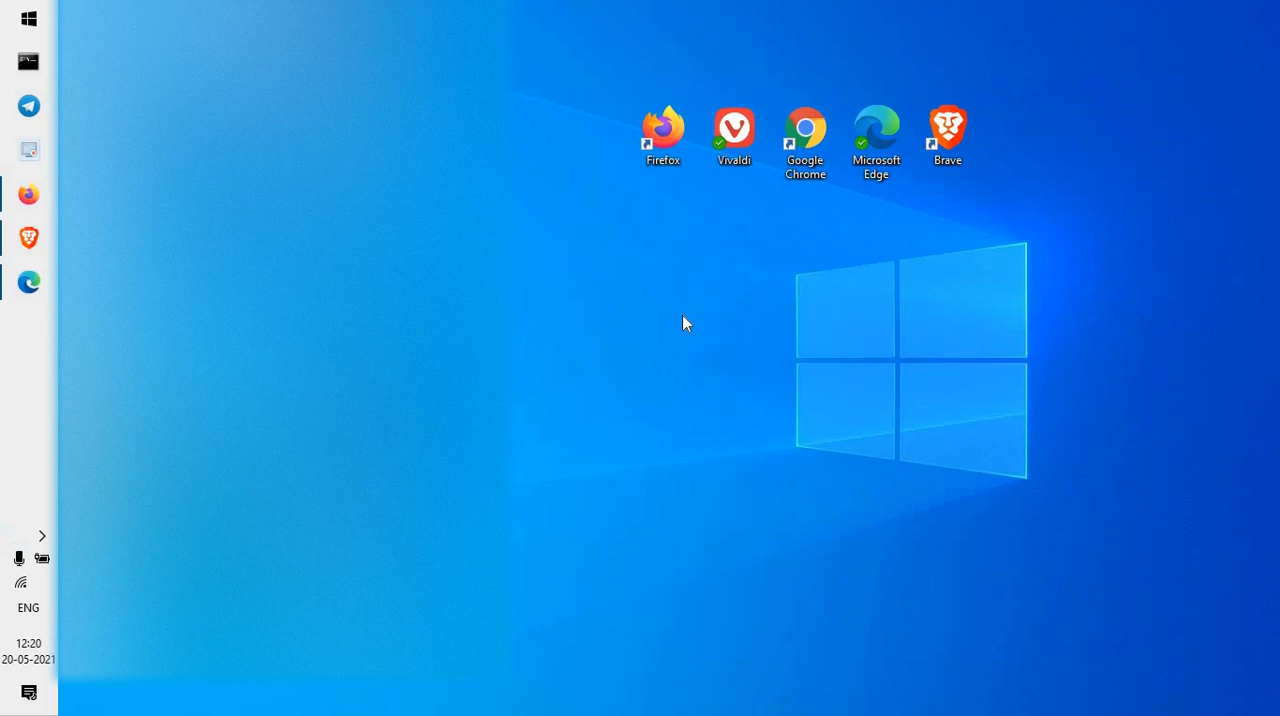 Firefox
Vivaldi
Google
Chrome
Microsoft
Edge
Brave
ENG
12:20
20-05-2021